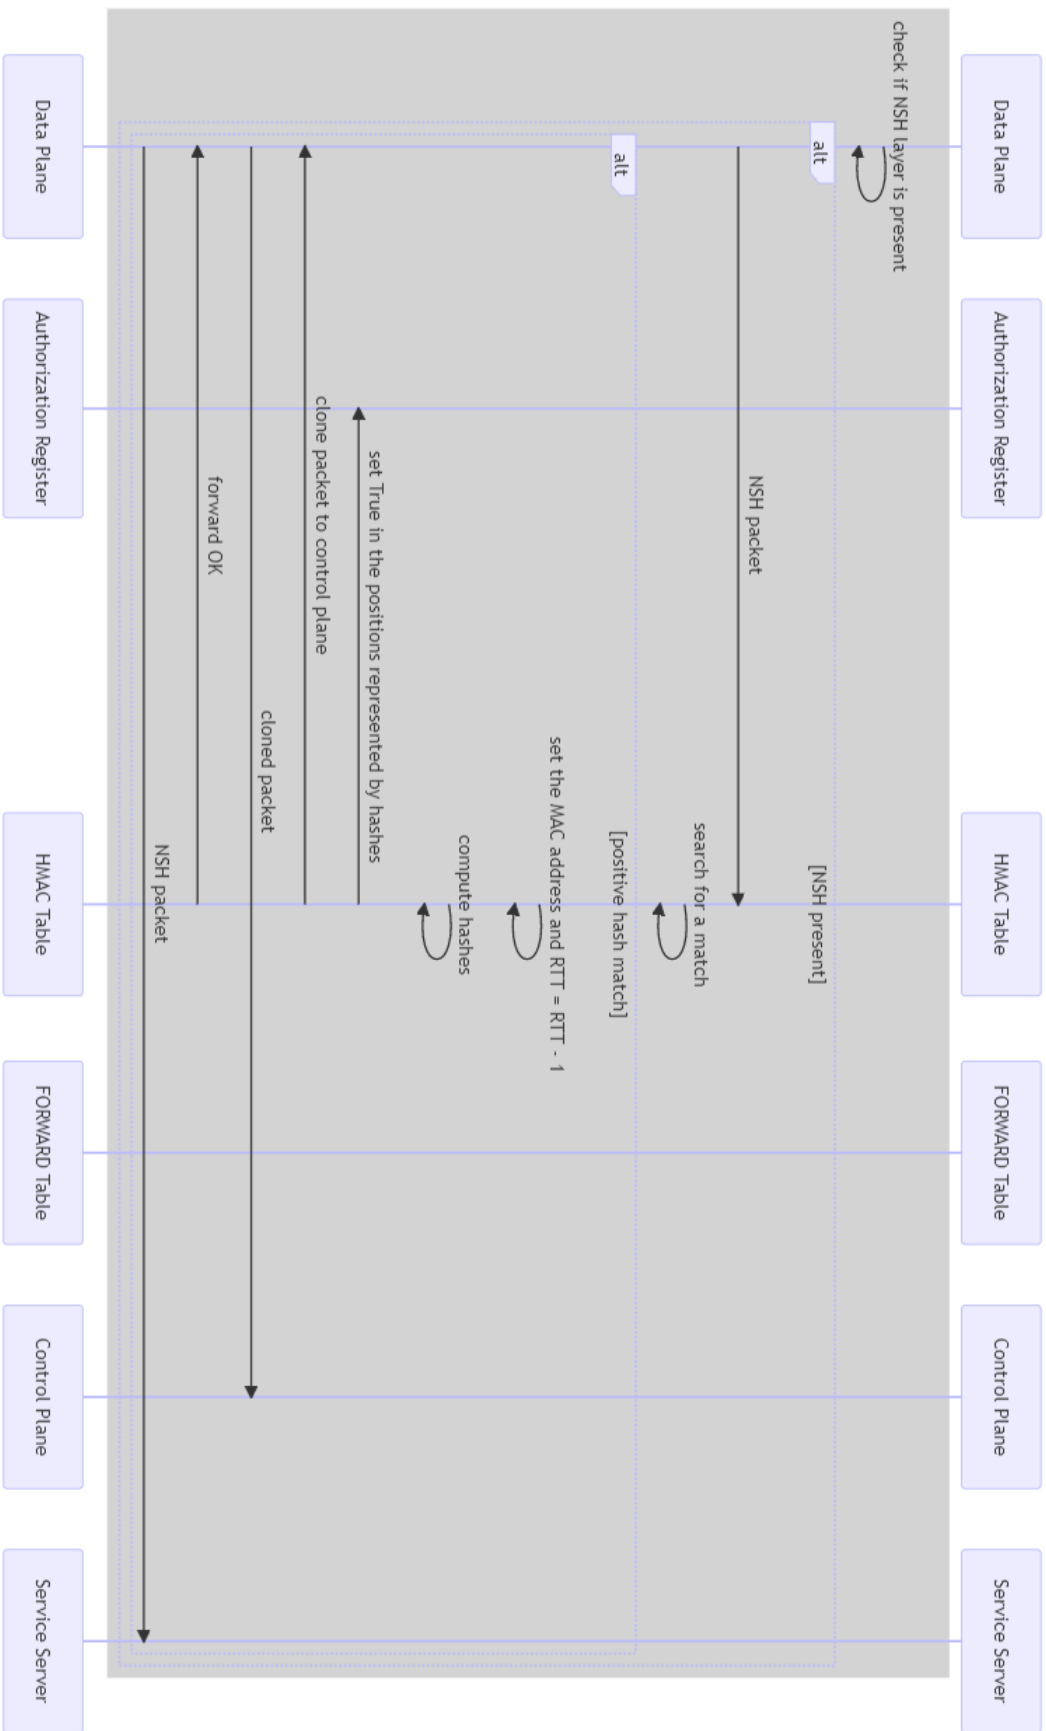 Data Plane
Authorization Register
HMAC Table
FORWARD Table
Control Plane
Service Server
check if NSH layer is present
alt
[NSH present]
NSH packet
search for a match
alt
[positive hash match]
set the MAC address and RTT = RTT - 1
compute hashes
set True in the positions represented by hashes
clone packet to control plane
cloned packet
forward OK
NSH packet
Data Plane
Authorization Register
HMAC Table
FORWARD Table
Control Plane
Service Server